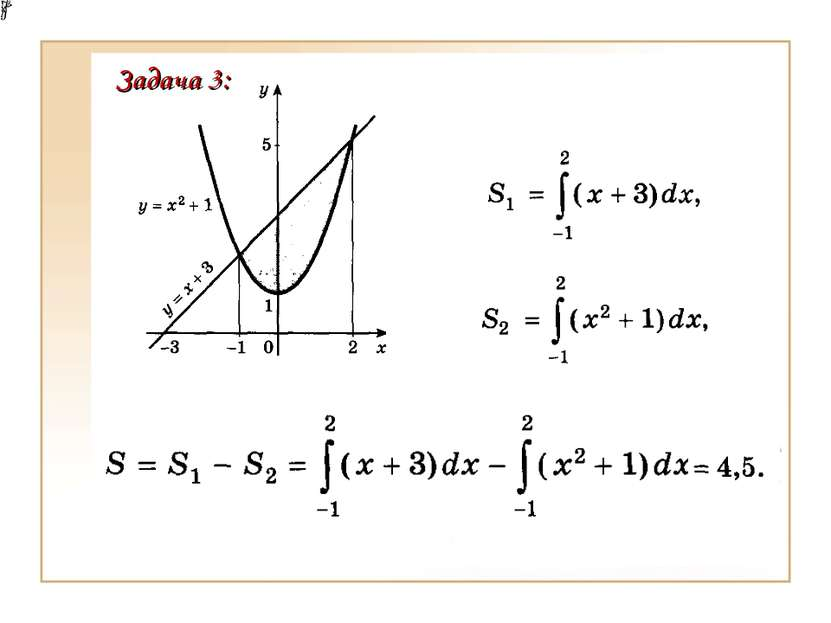 Задача 3:
y
5
y = x² + 1
y = x + 3
1
–3 –1 0 2 x
S₁ = ∫₋₁² (x + 3) dx,
S₂ = ∫₋₁² (x² + 1) dx,
S = S₁ – S₂ = ∫₋₁² (x + 3) dx – ∫₋₁² (x² + 1) dx = 4,5.